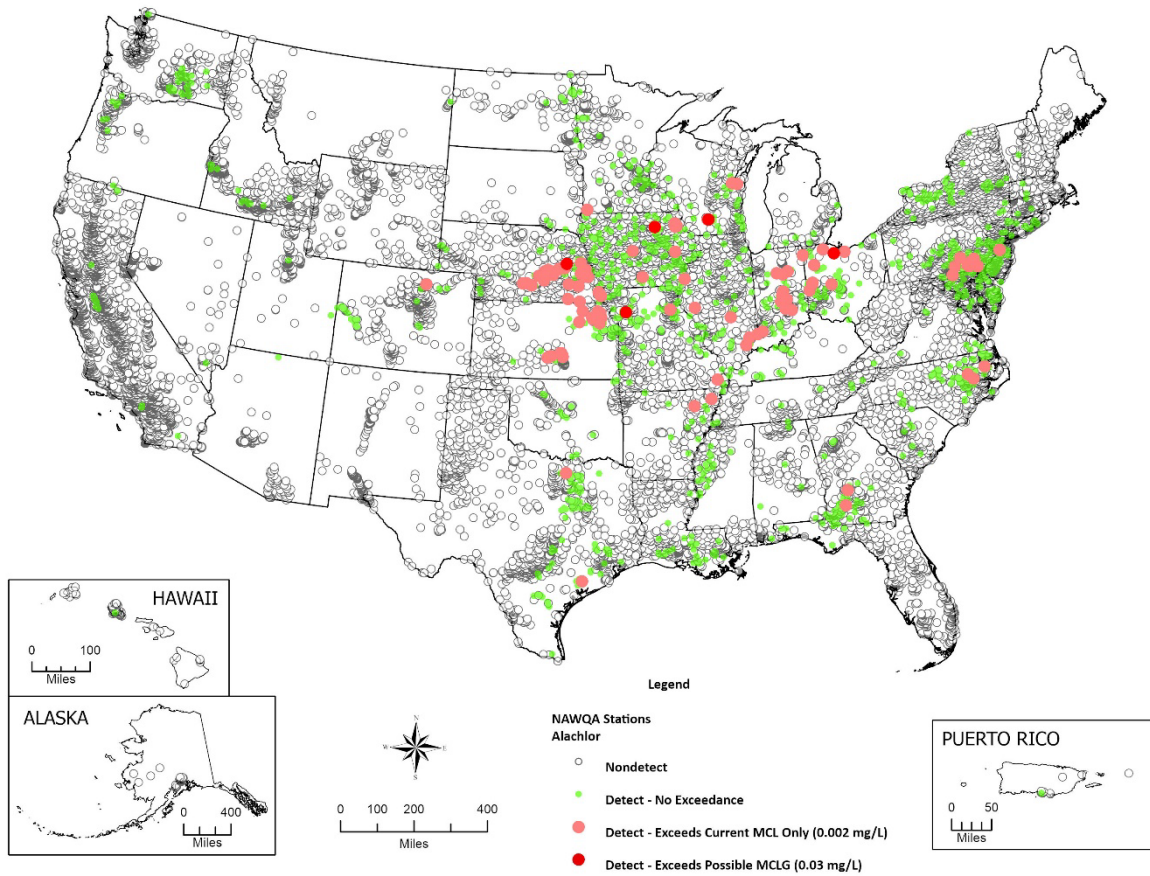 HAWAII
0 100
Miles
ALASKA
0 400
Miles
N
W E
S
0 200 400
Miles
Legend
NAWQA Stations
Alachlor
Nondetect
Detect - No Exceedance
Detect - Exceeds Current MCL Only (0.002 mg/L)
Detect - Exceeds Possible MCLG (0.03 mg/L)
PUERTO RICO
0 50
Miles